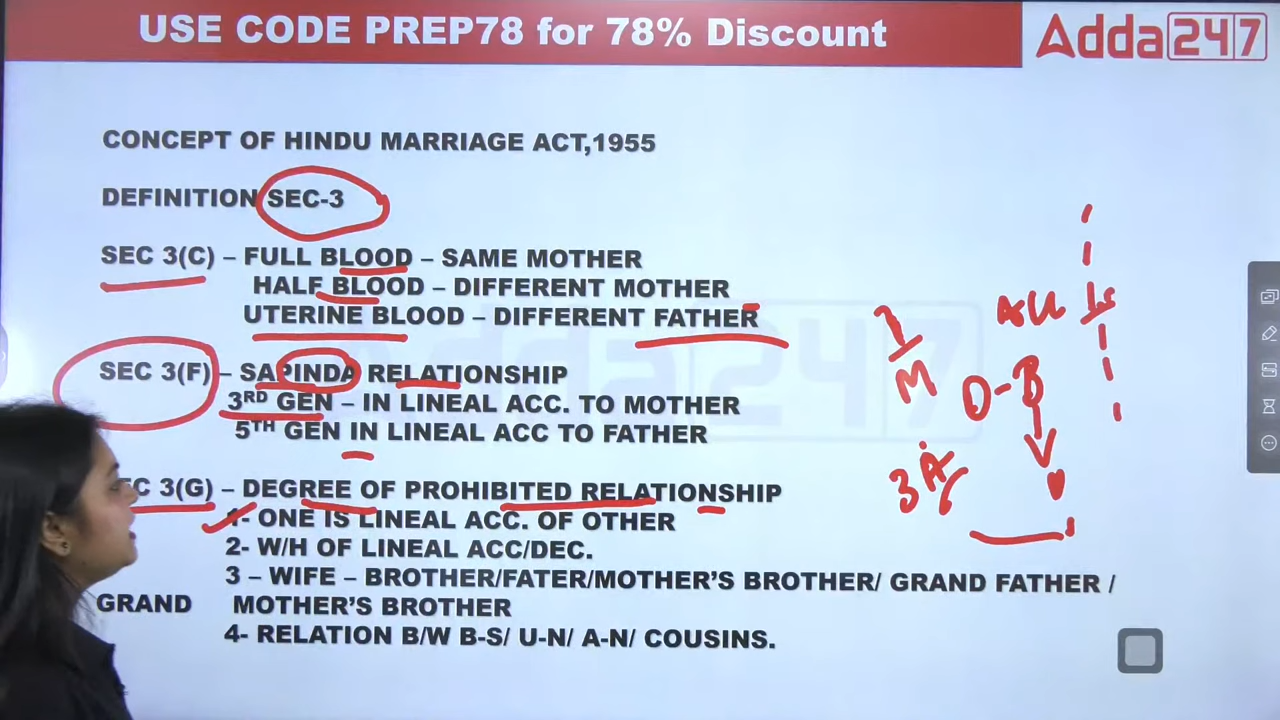 USE CODE PREP78 for 78% Discount
Adda247
CONCEPT OF HINDU MARRIAGE ACT,1955
DEFINITION SEC-3
SEC 3(C) – FULL BLOOD – SAME MOTHER
HALF BLOOD – DIFFERENT MOTHER
UTERINE BLOOD – DIFFERENT FATHER
SEC 3(F) – SAPINDA RELATIONSHIP
3RD GEN – IN LINEAL ACC. TO MOTHER
5TH GEN IN LINEAL ACC TO FATHER
SEC 3(G) – DEGREE OF PROHIBITED RELATIONSHIP
1- ONE IS LINEAL ACC. OF OTHER
2- W/H OF LINEAL ACC/DEC.
3 – WIFE – BROTHER/FATER/MOTHER'S BROTHER/ GRAND FATHER /
GRAND MOTHER'S BROTHER
4- RELATION B/W B-S/ U-N/ A-N/ COUSINS.
M
D-B
3